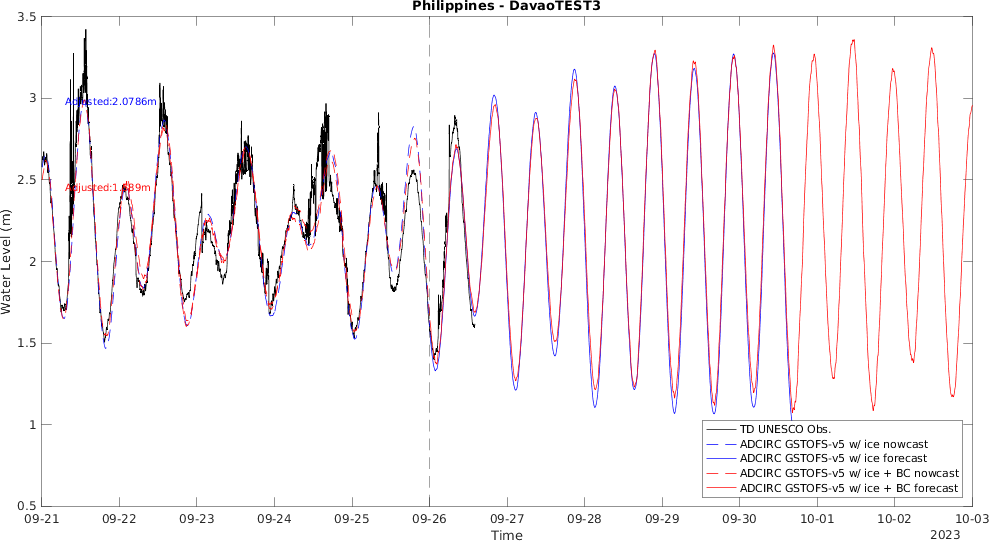 Philippines - DavaoTEST3
Water Level (m)
3.5
3
2.5
2
1.5
1
0.5
Adjusted:2.0786m
09-21
09-22
09-23
09-24
09-25
09-26
09-27
09-28
09-29
09-30
10-01
10-02
10-03
Time
2023
TD UNESCO Obs.
ADCIRC GSTOFS-v5 w/ ice nowcast
ADCIRC GSTOFS-v5 w/ ice forecast
ADCIRC GSTOFS-v5 w/ ice + BC nowcast
ADCIRC GSTOFS-v5 w/ ice + BC forecast